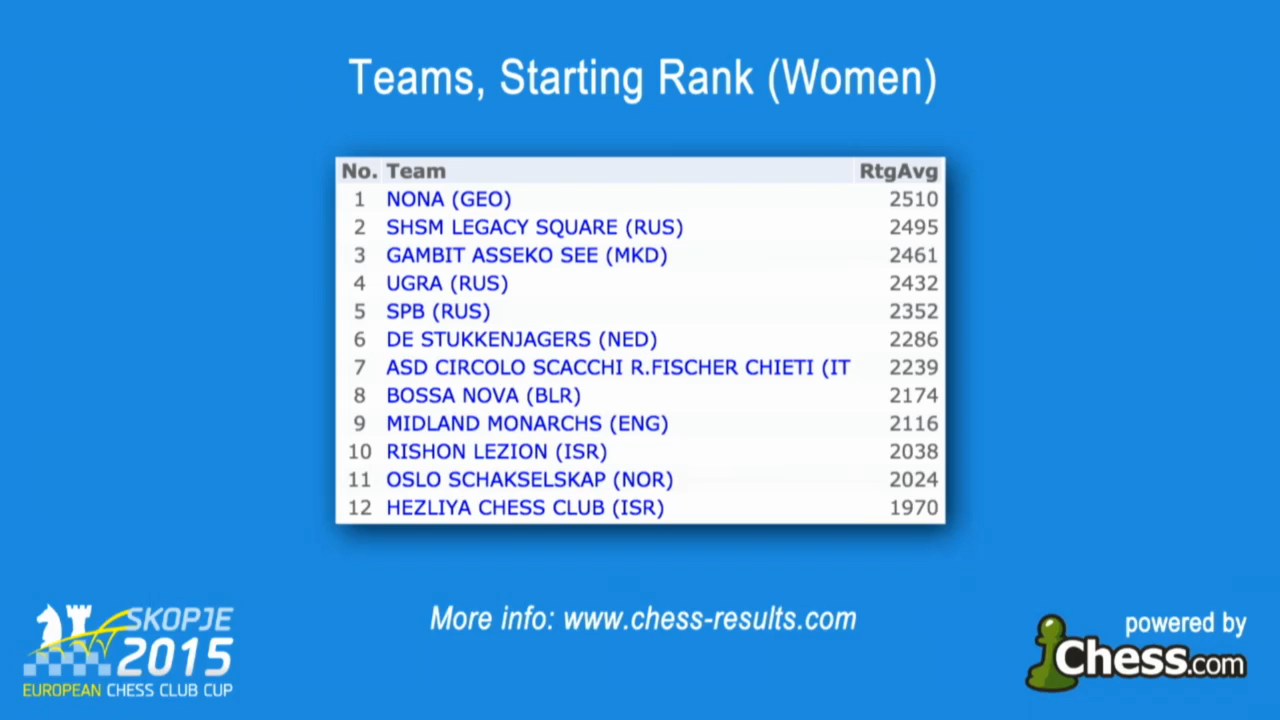 Teams, Starting Rank (Women)
No. Team RtgAvg
1 NONA (GEO) 2510
2 SHSM LEGACY SQUARE (RUS) 2495
3 GAMBIT ASSEKO SEE (MKD) 2461
4 UGRA (RUS) 2432
5 SPB (RUS) 2352
6 DE STUKKENJAGERS (NED) 2286
7 ASD CIRCOLO SCACCHI R.FISCHER CHIETI (IT 2239
8 BOSSA NOVA (BLR) 2174
9 MIDLAND MONARCHS (ENG) 2116
10 RISHON LEZION (ISR) 2038
11 OSLO SCHAKSELSKAP (NOR) 2024
12 HEZLIYA CHESS CLUB (ISR) 1970
SKOPJE
2015
EUROPEAN CHESS CLUB CUP
More info: www.chess-results.com
powered by
Chess.com